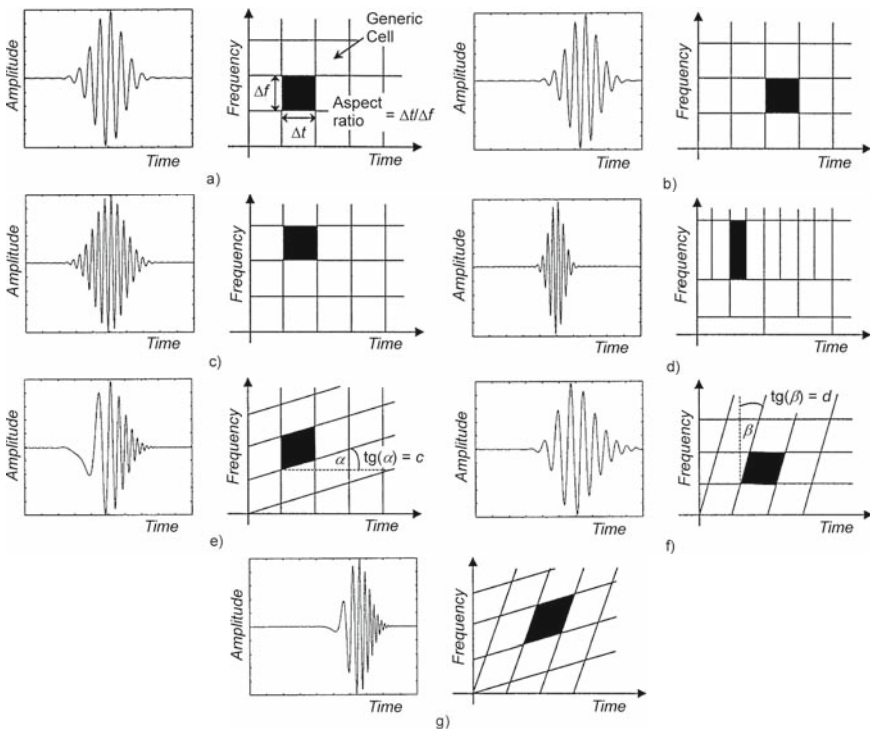 Amplitude
Time
Frequency
Generic
Cell
Δf
Δt
Aspect
ratio = Δt/Δf
Time
a)
Amplitude
Time
Frequency
Time
b)
Amplitude
Time
Frequency
Time
c)
Amplitude
Time
Frequency
Time
d)
Amplitude
Time
Frequency
α
tg(α) = c
Time
e)
Amplitude
Time
Frequency
tg(β) = d
β
Time
f)
Amplitude
Time
Frequency
Time
g)